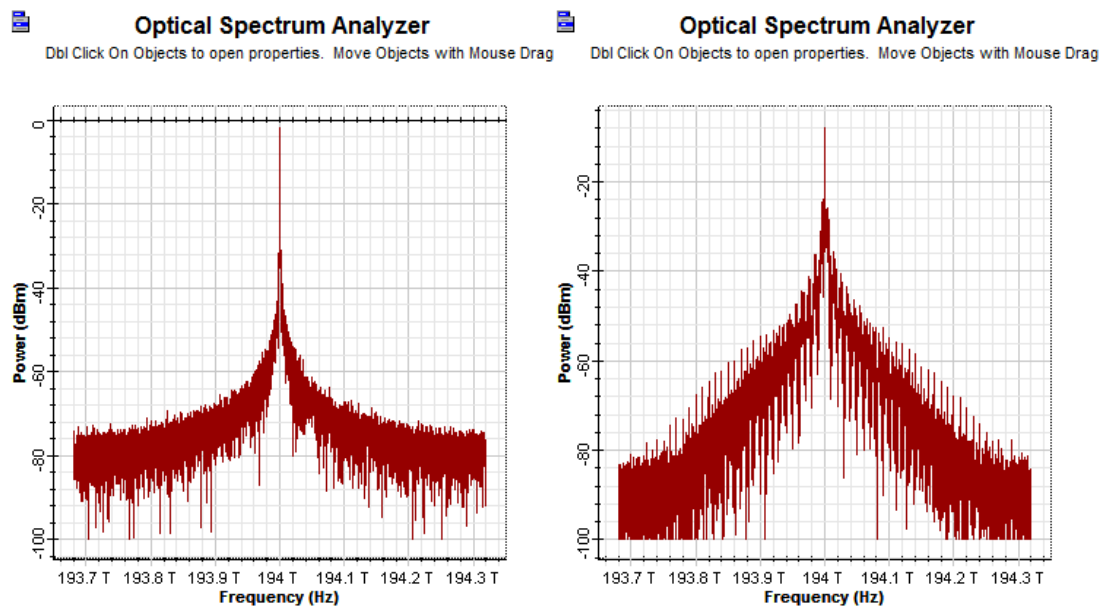 Optical Spectrum Analyzer
Dbl Click On Objects to open properties. Move Objects with Mouse Drag
Power (dBm)
0
-20
-40
-60
-80
-100
193.7 T 193.8 T 193.9 T 194 T 194.1 T 194.2 T 194.3 T
Frequency (Hz)
Optical Spectrum Analyzer
Dbl Click On Objects to open properties. Move Objects with Mouse Drag
Power (dBm)
-20
-40
-60
-80
-100
193.7 T 193.8 T 193.9 T 194 T 194.1 T 194.2 T 194.3 T
Frequency (Hz)